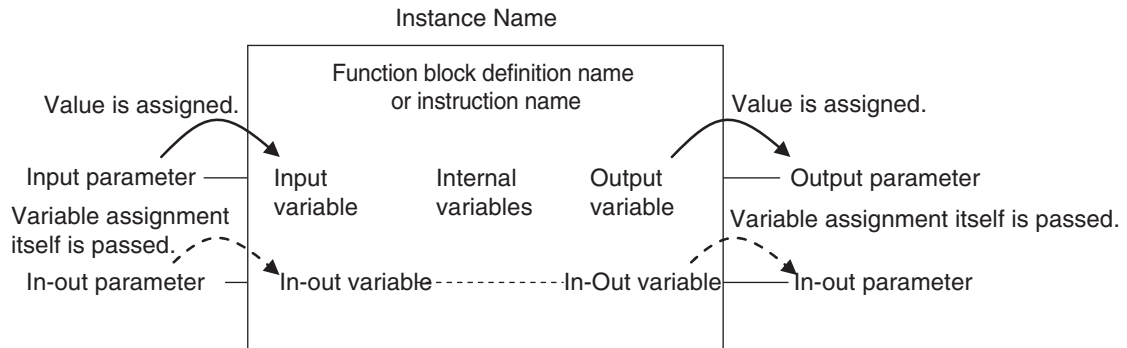 Instance Name
Function block definition name
or instruction name
Value is assigned.
Value is assigned.
Input parameter
Input
variable
Internal
variables
Output
variable
Output parameter
Variable assignment
itself is passed.
Variable assignment itself is passed.
In-out parameter
In-out variable
In-Out variable
In-out parameter